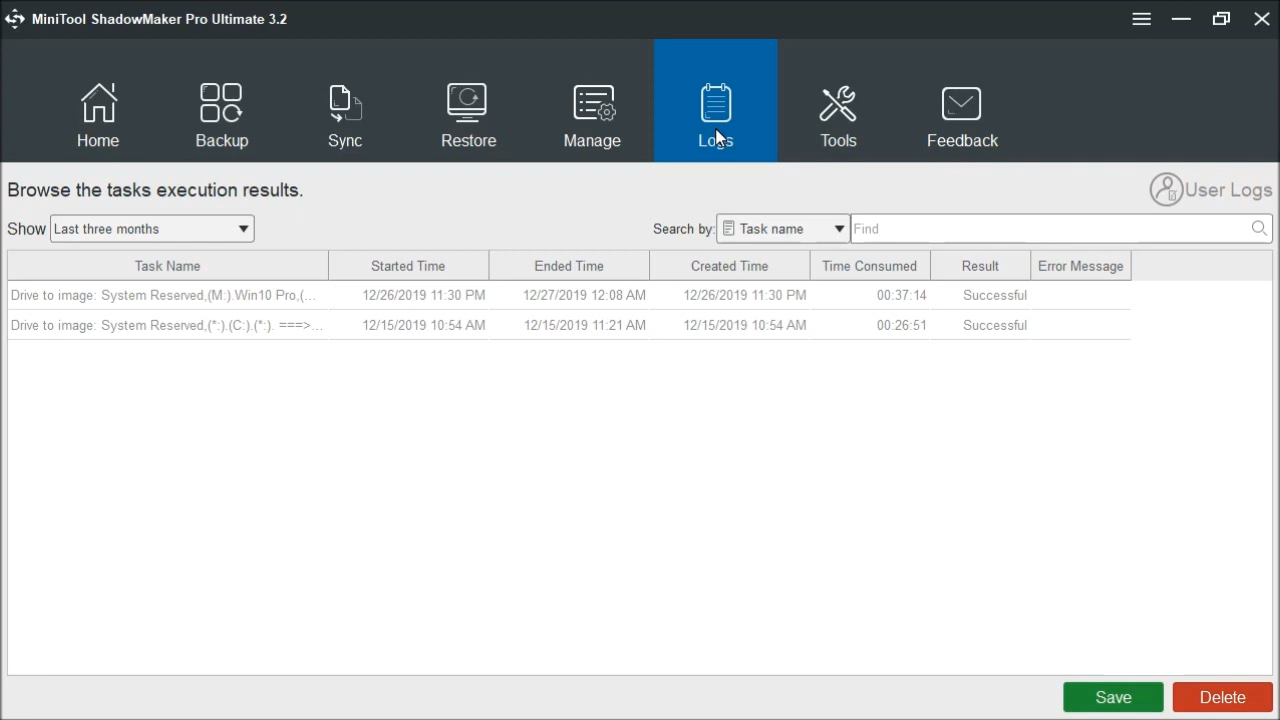 MiniTool ShadowMaker Pro Ultimate 3.2
Home Backup Sync Restore Manage Logs Tools Feedback
Browse the tasks execution results. User Logs
Show Last three months Search by: Task name Find
Task Name Started Time Ended Time Created Time Time Consumed Result Error Message
Drive to image: System Reserved,(M:).Win10 Pro,(... 12/26/2019 11:30 PM 12/27/2019 12:08 AM 12/26/2019 11:30 PM 00:37:14 Successful
Drive to image: System Reserved,(*:).(C:).(*:). ===>... 12/15/2019 10:54 AM 12/15/2019 11:21 AM 12/15/2019 10:54 AM 00:26:51 Successful
Save Delete